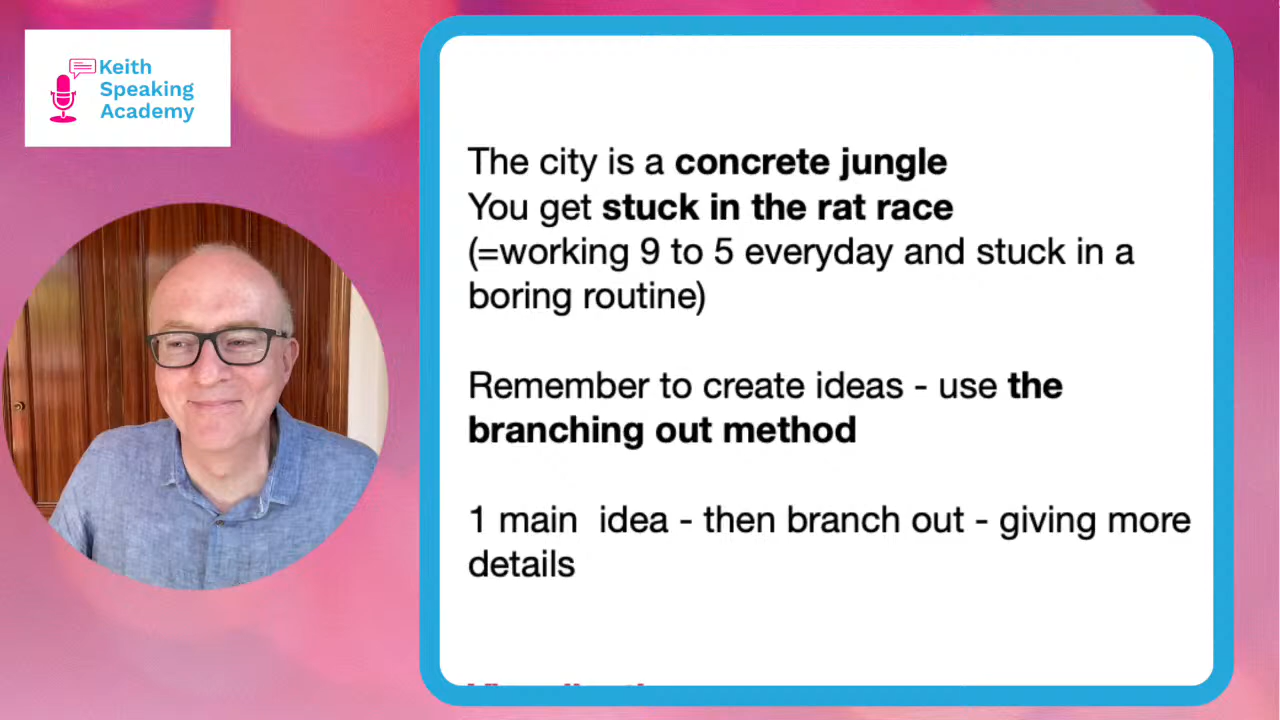 Keith
Speaking
Academy
The city is a concrete jungle
You get stuck in the rat race
(=working 9 to 5 everyday and stuck in a
boring routine)
Remember to create ideas - use the
branching out method
1 main  idea - then branch out - giving more
details